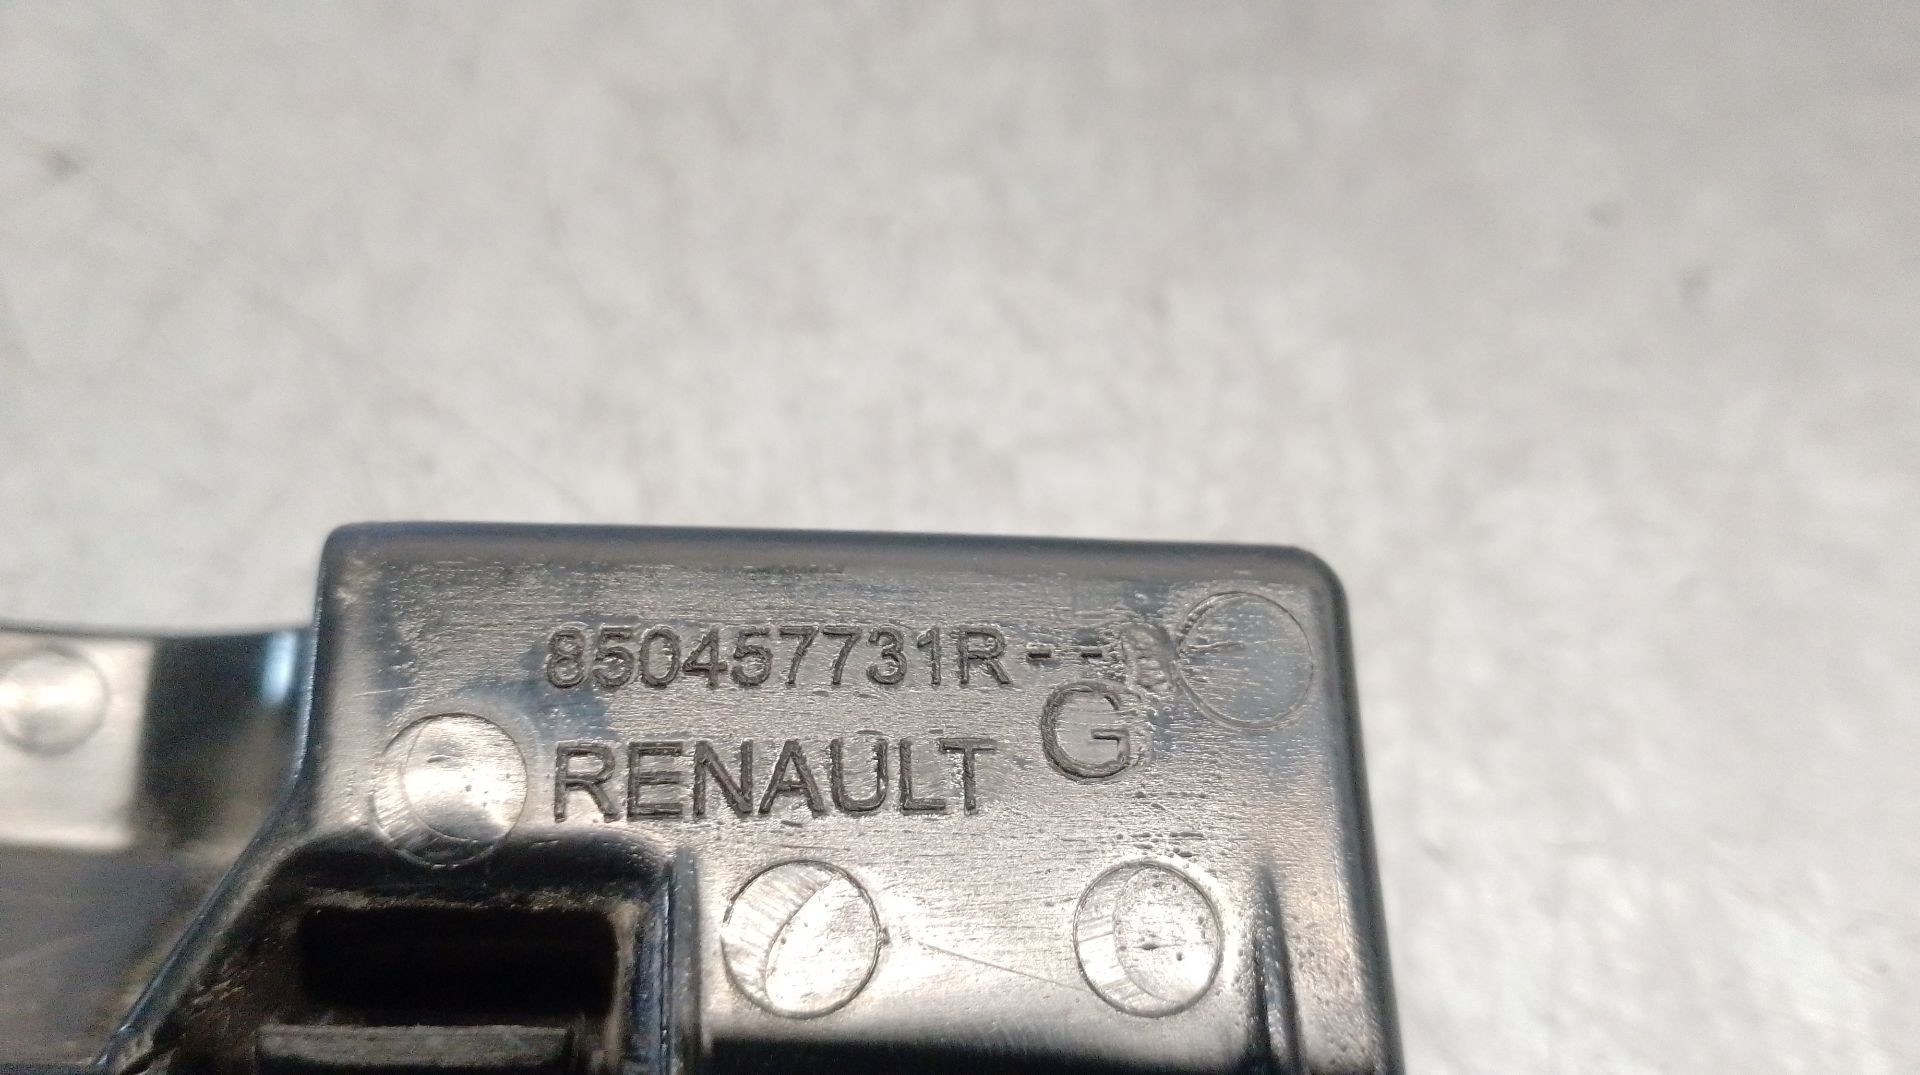 850457731R--
RENAULT G